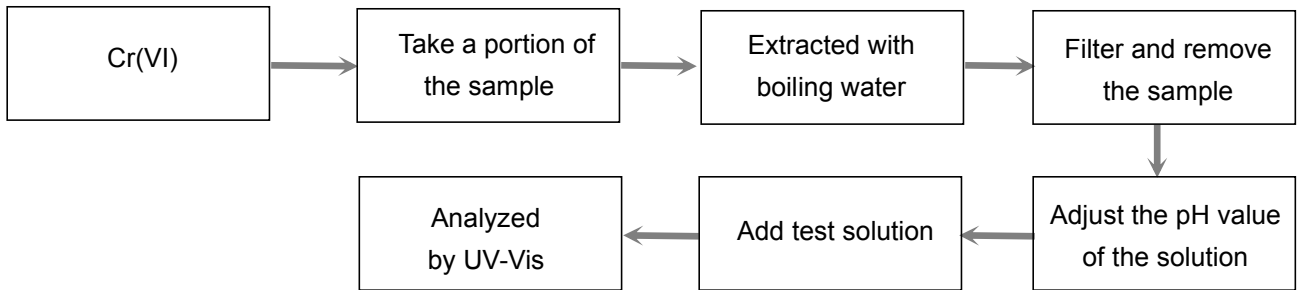 Cr(VI)
Take a portion of
the sample
Extracted with
boiling water
Filter and remove
the sample
Adjust the pH value
of the solution
Add test solution
Analyzed
by UV-Vis